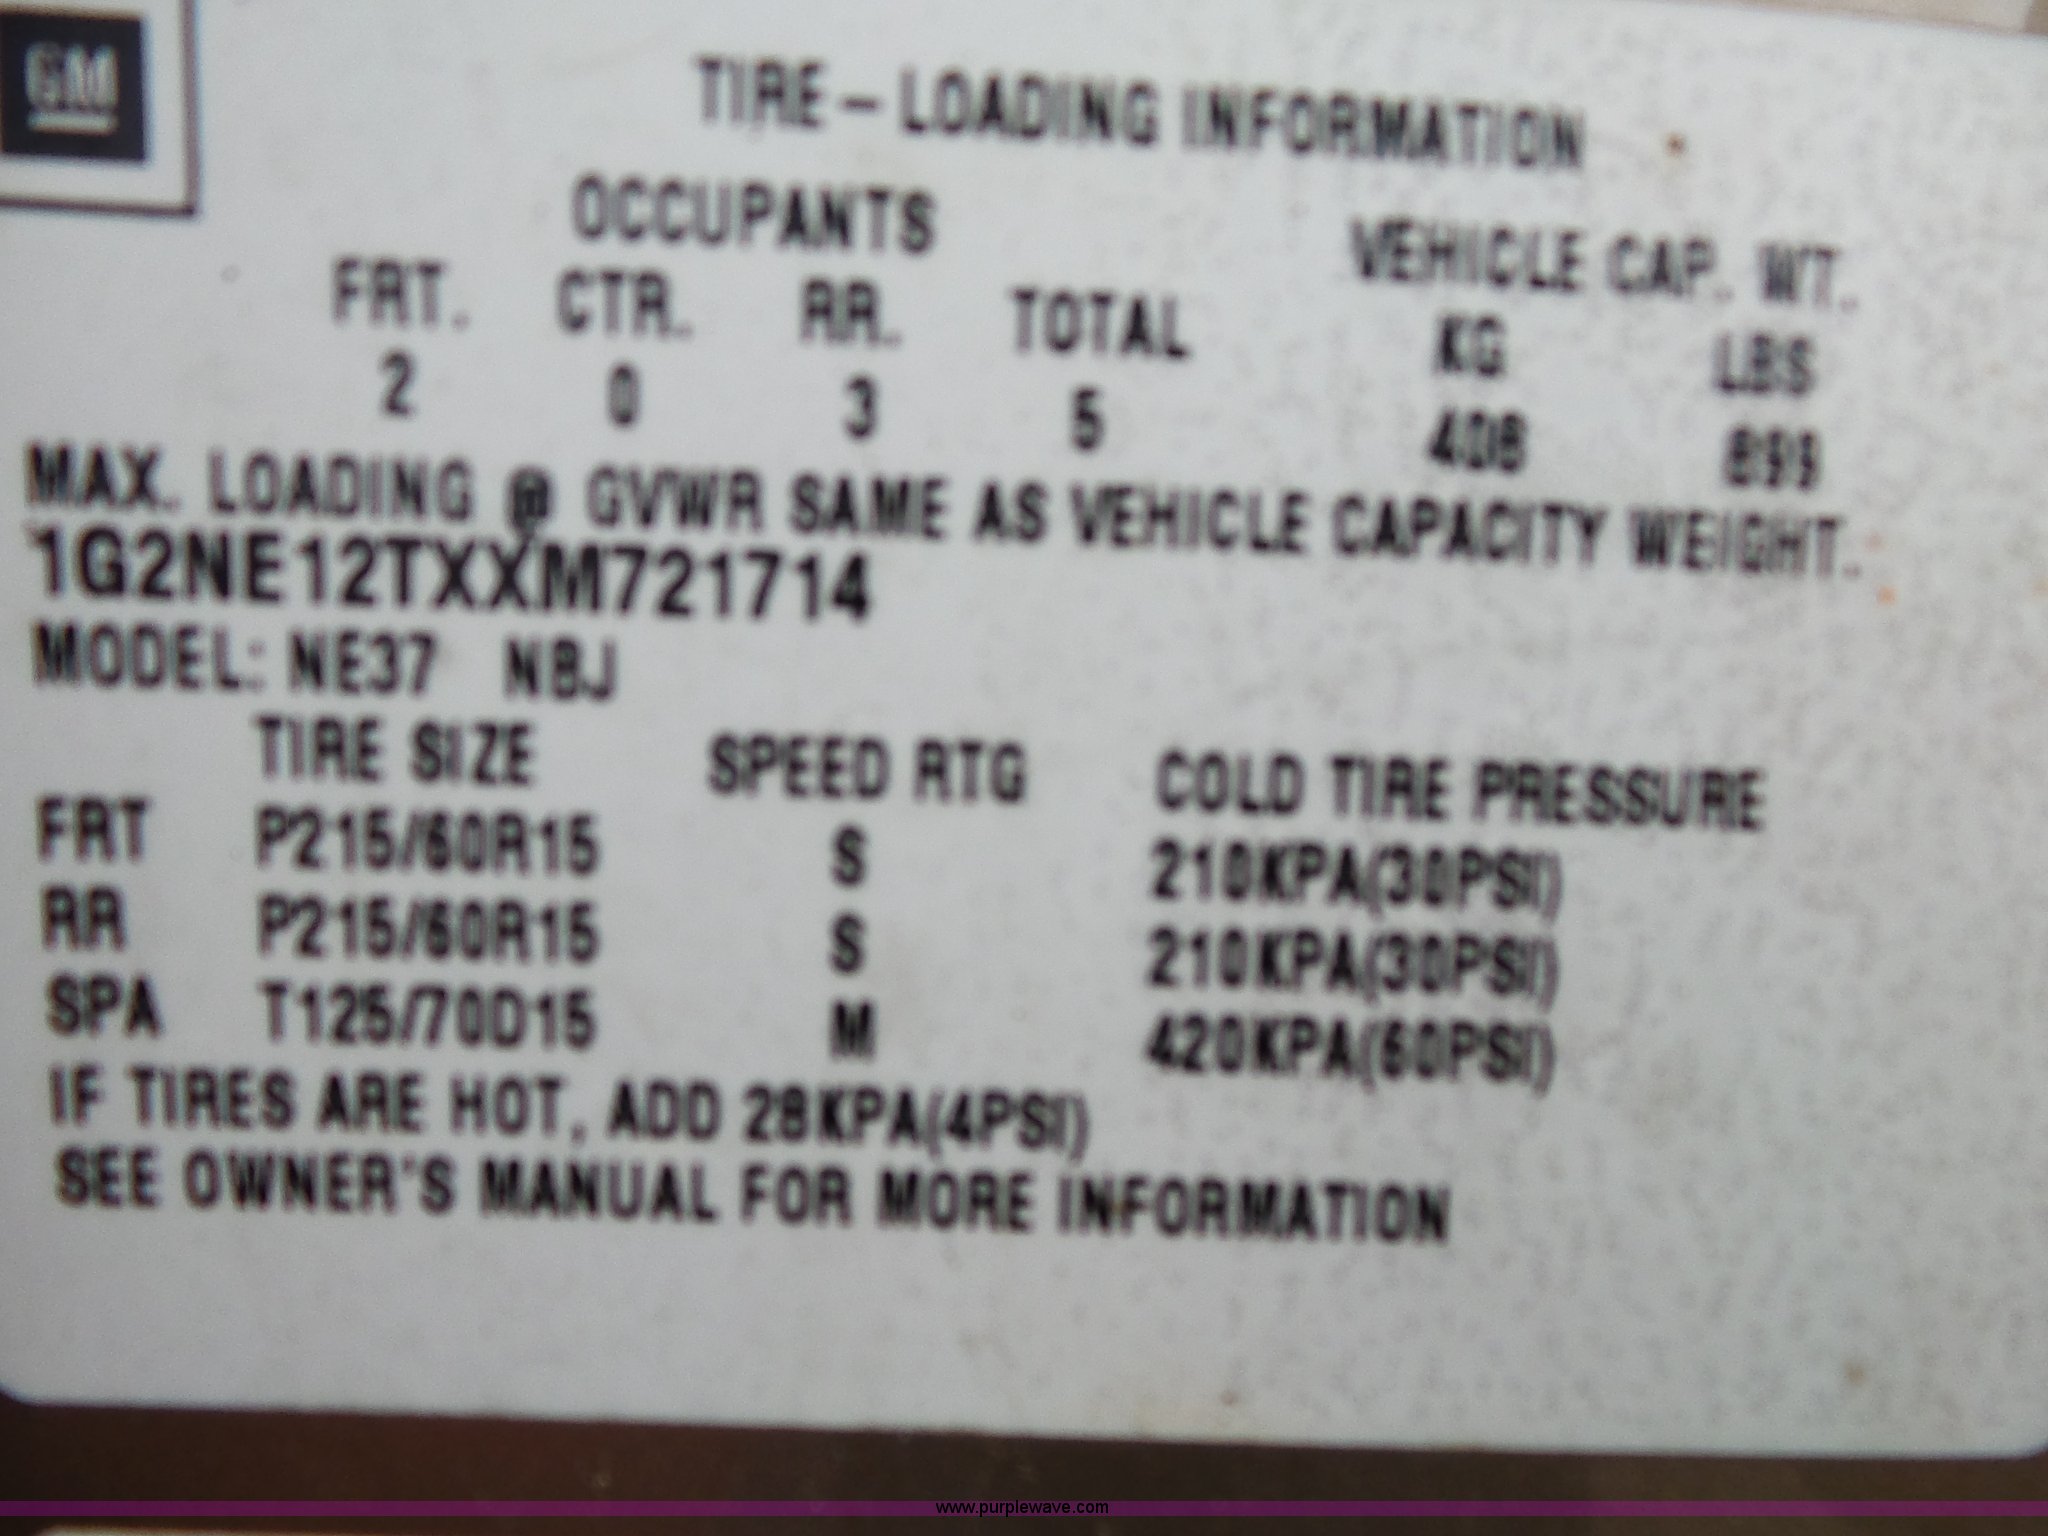 GM
TIRE – LOADING INFORMATION
OCCUPANTS VEHICLE CAP. WT.
FRT. CTR. RR. TOTAL KG LBS
2 0 3 5 408 899
MAX. LOADING @ GVWR SAME AS VEHICLE CAPACITY WEIGHT.
1G2NE12TXXM721714
MODEL: NE37 NBJ
TIRE SIZE SPEED RTG COLD TIRE PRESSURE
FRT P215/60R15 S 210KPA(30PSI)
RR P215/60R15 S 210KPA(30PSI)
SPA T125/70D15 M 420KPA(60PSI)
IF TIRES ARE HOT, ADD 28KPA(4PSI)
SEE OWNER'S MANUAL FOR MORE INFORMATION
www.purplewave.com